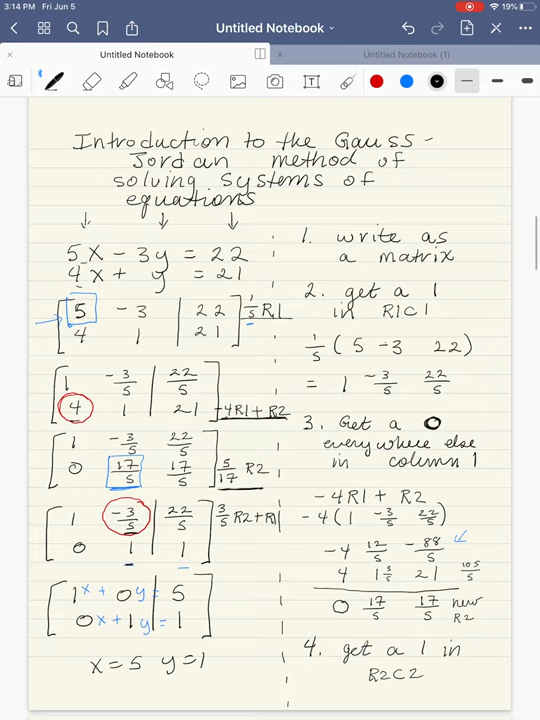 3:14 PM Fri Jun 5
19%
Untitled Notebook
Untitled Notebook
Untitled Notebook (1)
Introduction to the Gauss -
Jordan method of
solving systems of
equations
5x - 3y = 22
4x + y = 21
5 -3 | 22 1/5 R1
4 1 | 21
1 -3/5 | 22/5
4 1 | 21 -4R1 + R2
1 -3/5 | 22/5
0 17/5 | 17/5 5/17 R2
1 -3/5 | 22/5 3/5 R2 + R1
0 1 | 1
1x + 0y = 5
0x + 1y = 1
x = 5 y = 1
1. write as
a matrix
2. get a 1
in R1C1
1/5 ( 5 -3 22 )
= 1 -3/5 22/5
3. Get a 0
everywhere else
in column 1
-4R1 + R2
-4 ( 1 -3/5 22/5 )
-4 12/5 -88/5
4 1 5/5 21 105/5
0 17/5 17/5 new
R2
4. get a 1 in
R2C2